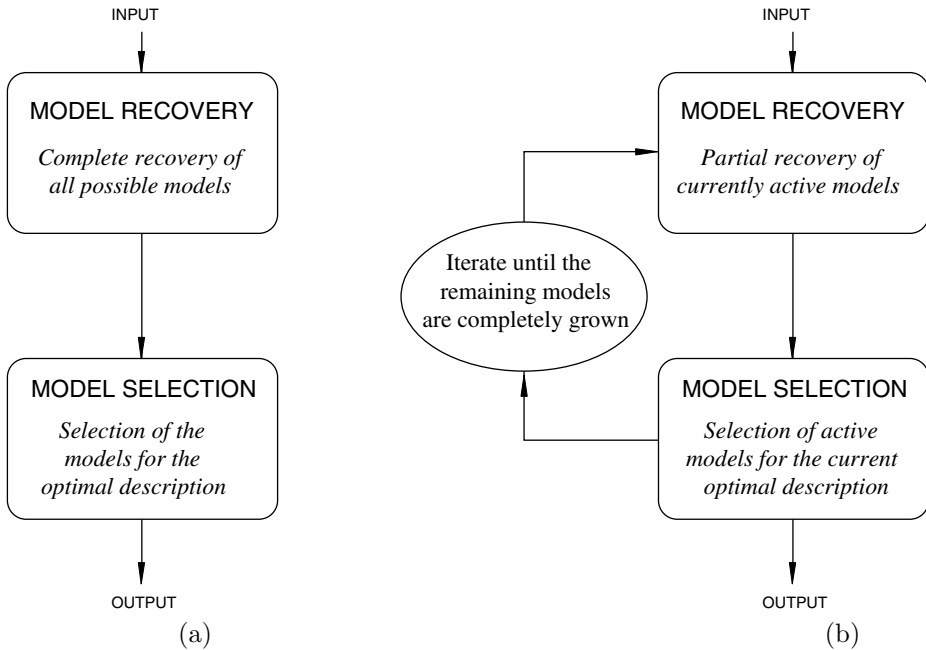 INPUT
MODEL RECOVERY
Complete recovery of
all possible models
MODEL SELECTION
Selection of the
models for the
optimal description
OUTPUT
(a)
INPUT
MODEL RECOVERY
Partial recovery of
currently active models
Iterate until the
remaining models
are completely grown
MODEL SELECTION
Selection of active
models for the current
optimal description
OUTPUT
(b)